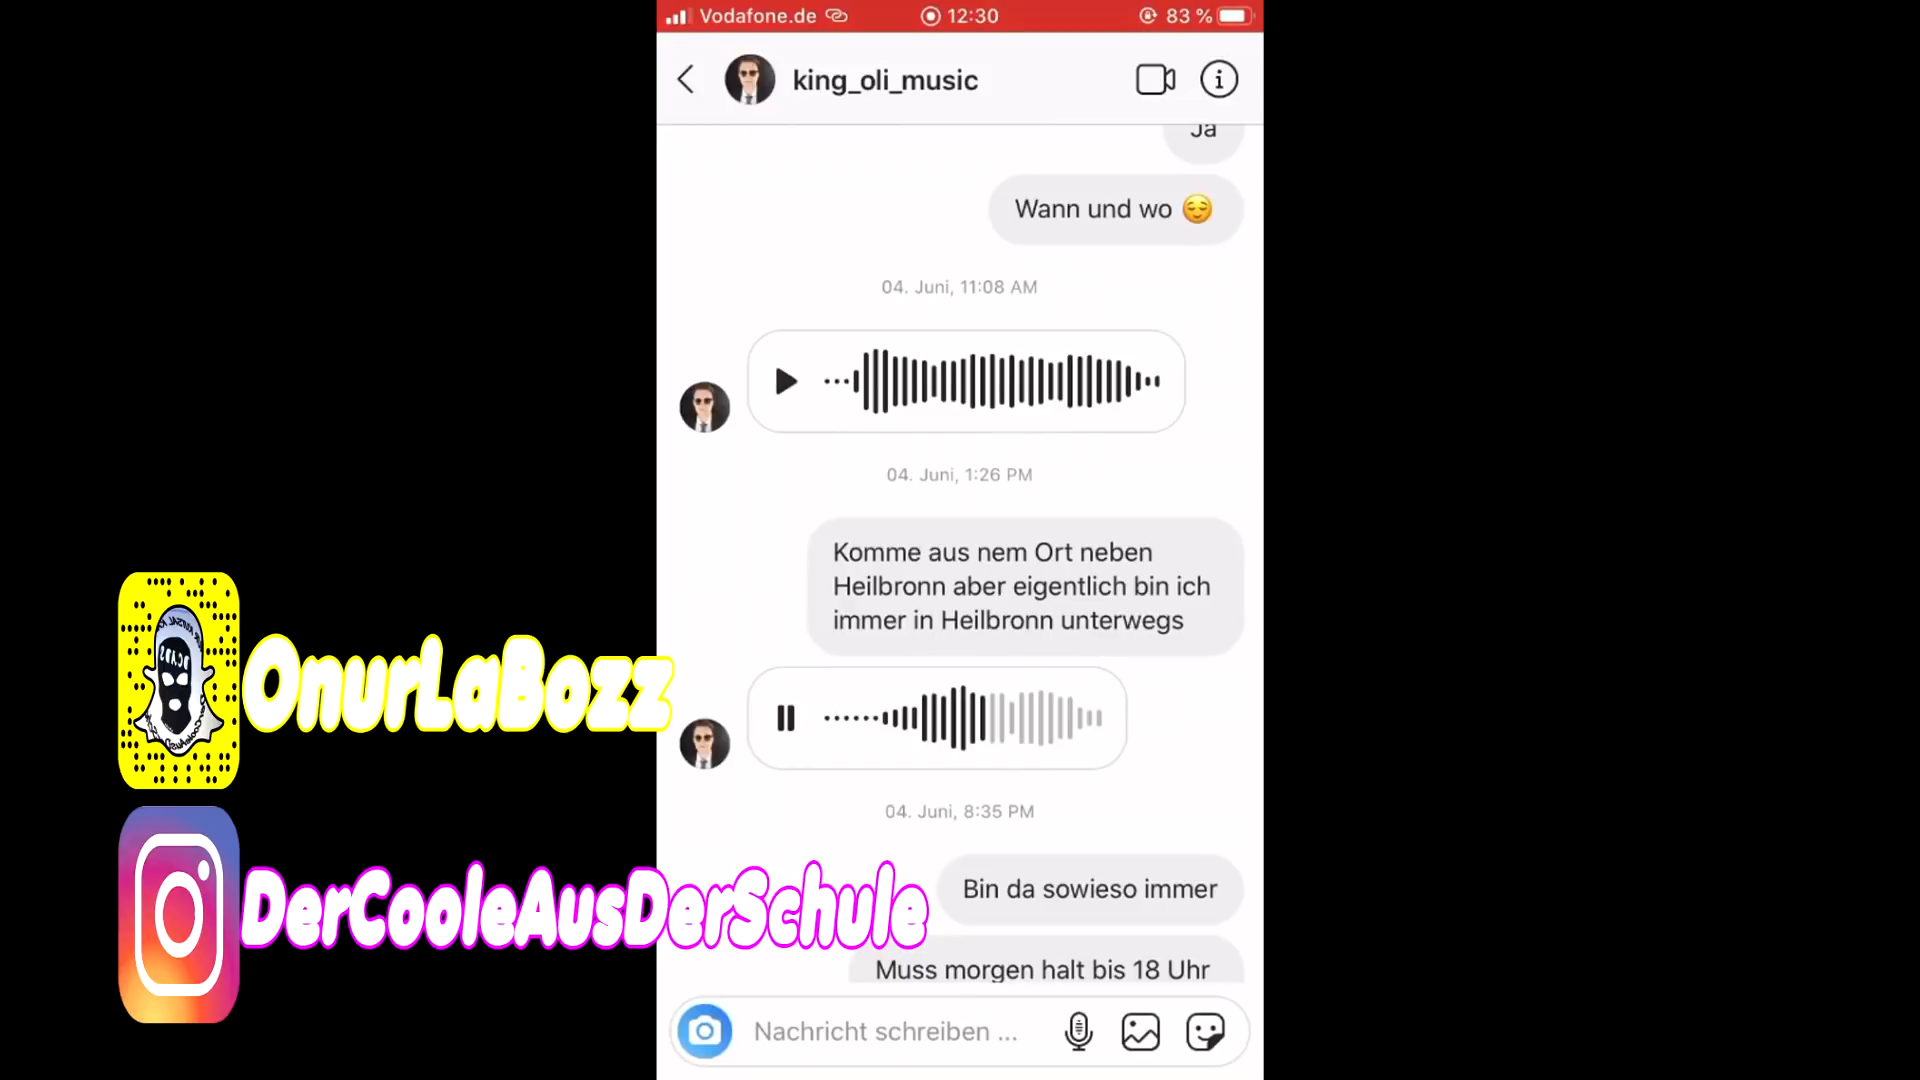 Vodafone.de
12:30
83 %
king_oli_music
Ja
Wann und wo 😌
04. Juni, 11:08 AM
04. Juni, 1:26 PM
Komme aus nem Ort neben
Heilbronn aber eigentlich bin ich
immer in Heilbronn unterwegs
OnurLaBozz
04. Juni, 8:35 PM
Bin da sowieso immer
DerCooleAusDerSchule
Muss morgen halt bis 18 Uhr
Nachricht schreiben ...